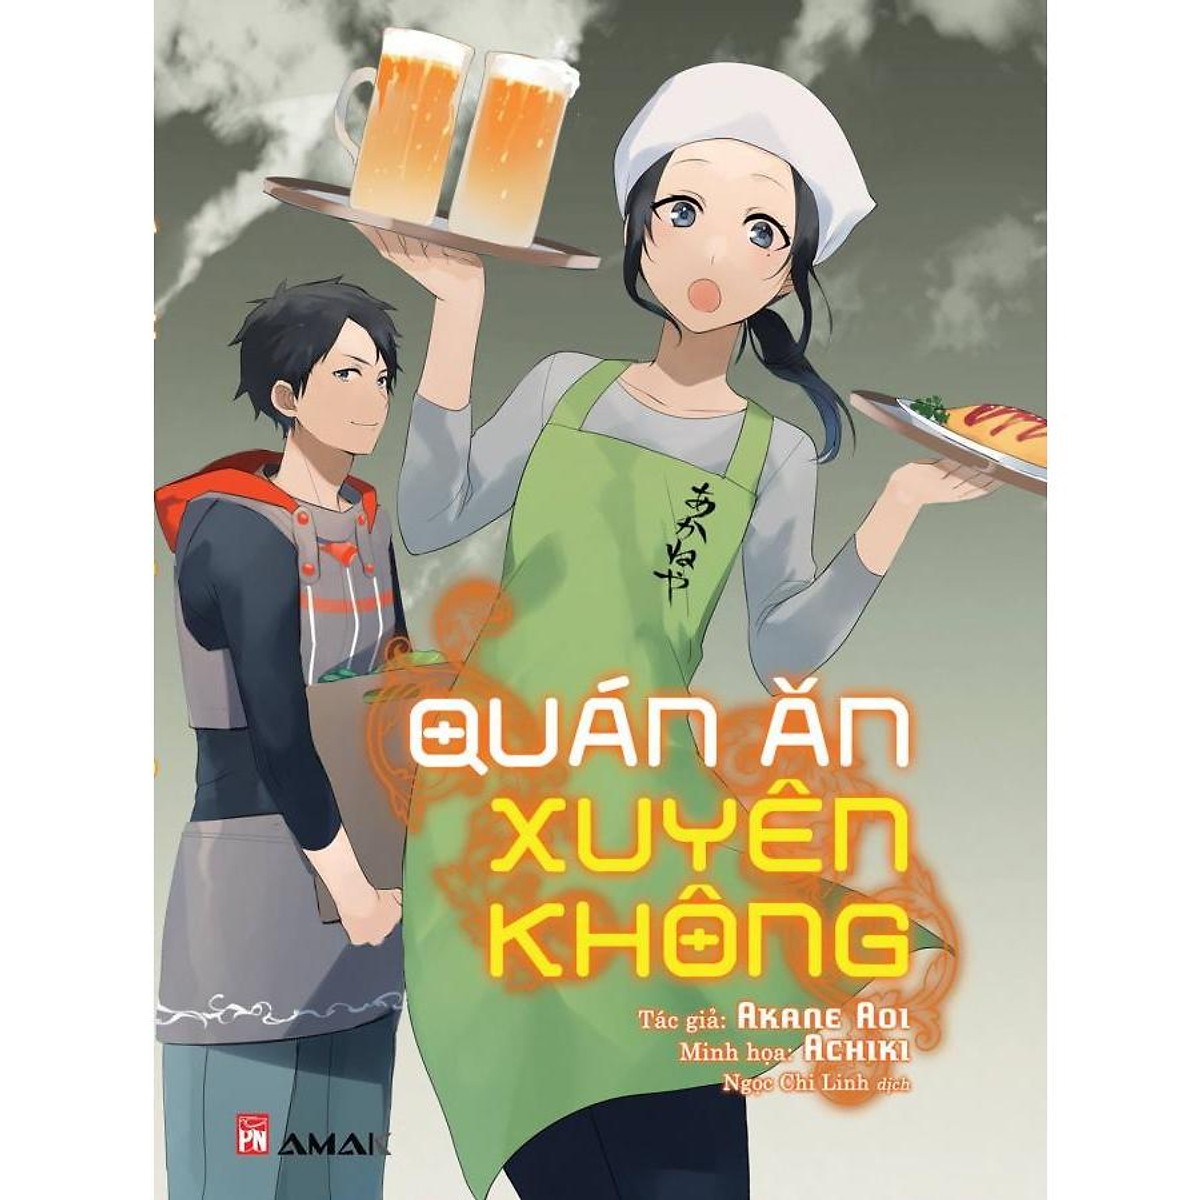 あかねや
QUÁN ĂN
XUYÊN
KHÔNG
Tác giả: AKANE AOI
Minh họa: ACHIKI
Ngọc Chi Linh dịch
PN AMAK